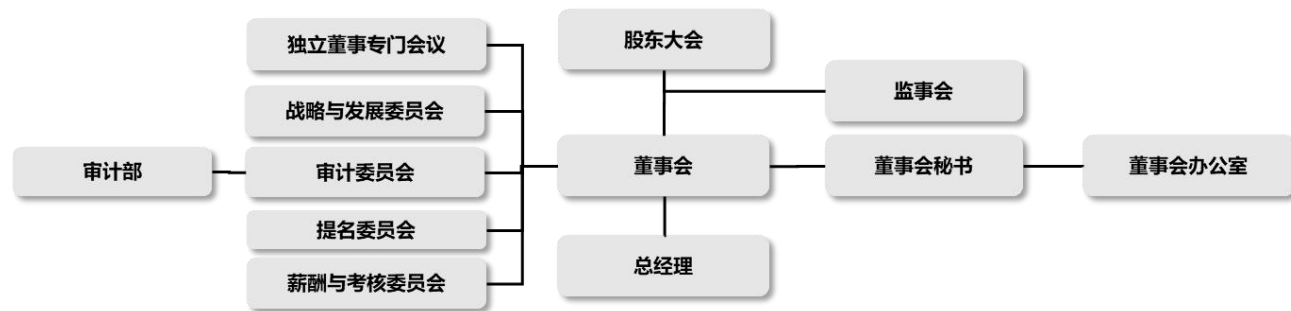 独立董事专门会议
股东大会
战略与发展委员会
监事会
审计部
审计委员会
董事会
董事会秘书
董事会办公室
提名委员会
总经理
薪酬与考核委员会